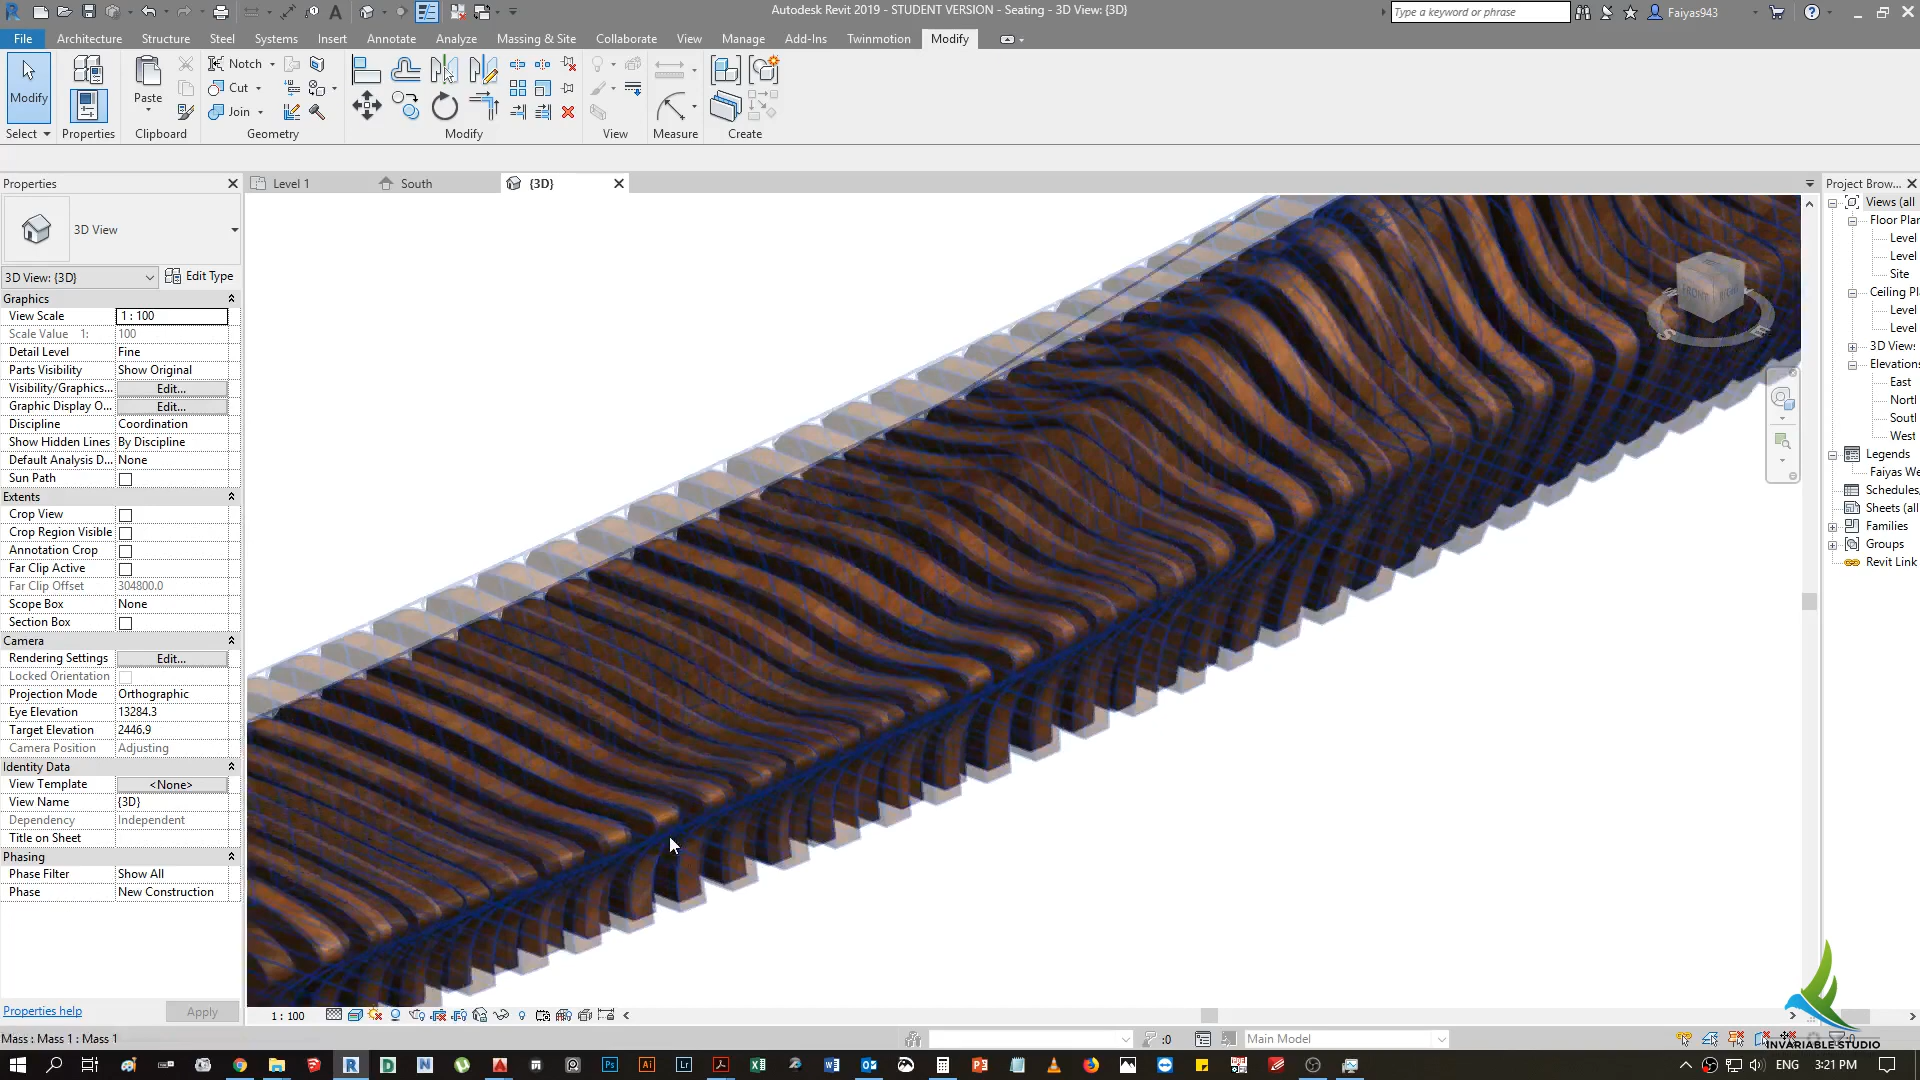 Autodesk Revit 2019 - STUDENT VERSION - Seating - 3D View: {3D}
Type a keyword or phrase
Faiyas943
File
Architecture
Structure
Steel
Systems
Insert
Annotate
Analyze
Massing & Site
Collaborate
View
Manage
Add-Ins
Twinmotion
Modify
Modify
Paste
Notch
Cut
Join
Select
Properties
Clipboard
Geometry
Modify
View
Measure
Create
Properties
Level 1
South
{3D}
Project Brow...
3D View
3D View: {3D}
Edit Type
Graphics
View Scale
1 : 100
Scale Value 1:
100
Detail Level
Fine
Parts Visibility
Show Original
Visibility/Graphics...
Edit...
Graphic Display O...
Edit...
Discipline
Coordination
Show Hidden Lines
By Discipline
Default Analysis D...
None
Sun Path
Extents
Crop View
Crop Region Visible
Annotation Crop
Far Clip Active
Far Clip Offset
304800.0
Scope Box
None
Section Box
Camera
Rendering Settings
Edit...
Locked Orientation
Projection Mode
Orthographic
Eye Elevation
13284.3
Target Elevation
2446.9
Camera Position
Adjusting
Identity Data
View Template
<None>
View Name
{3D}
Dependency
Independent
Title on Sheet
Phasing
Phase Filter
Show All
Phase
New Construction
Properties help
Apply
FRONT
S
E
Views (all
Floor Plan
Level
Level
Site
Ceiling Pl
Level
Level
3D Views
Elevations
East
North
South
West
Legends
Faiyas We
Schedules,
Sheets (all
Families
Groups
Revit Link
1 : 100
Mass : Mass 1 : Mass 1
:0
Main Model
INVARIABLE STUDIO
ENG
3:21 PM